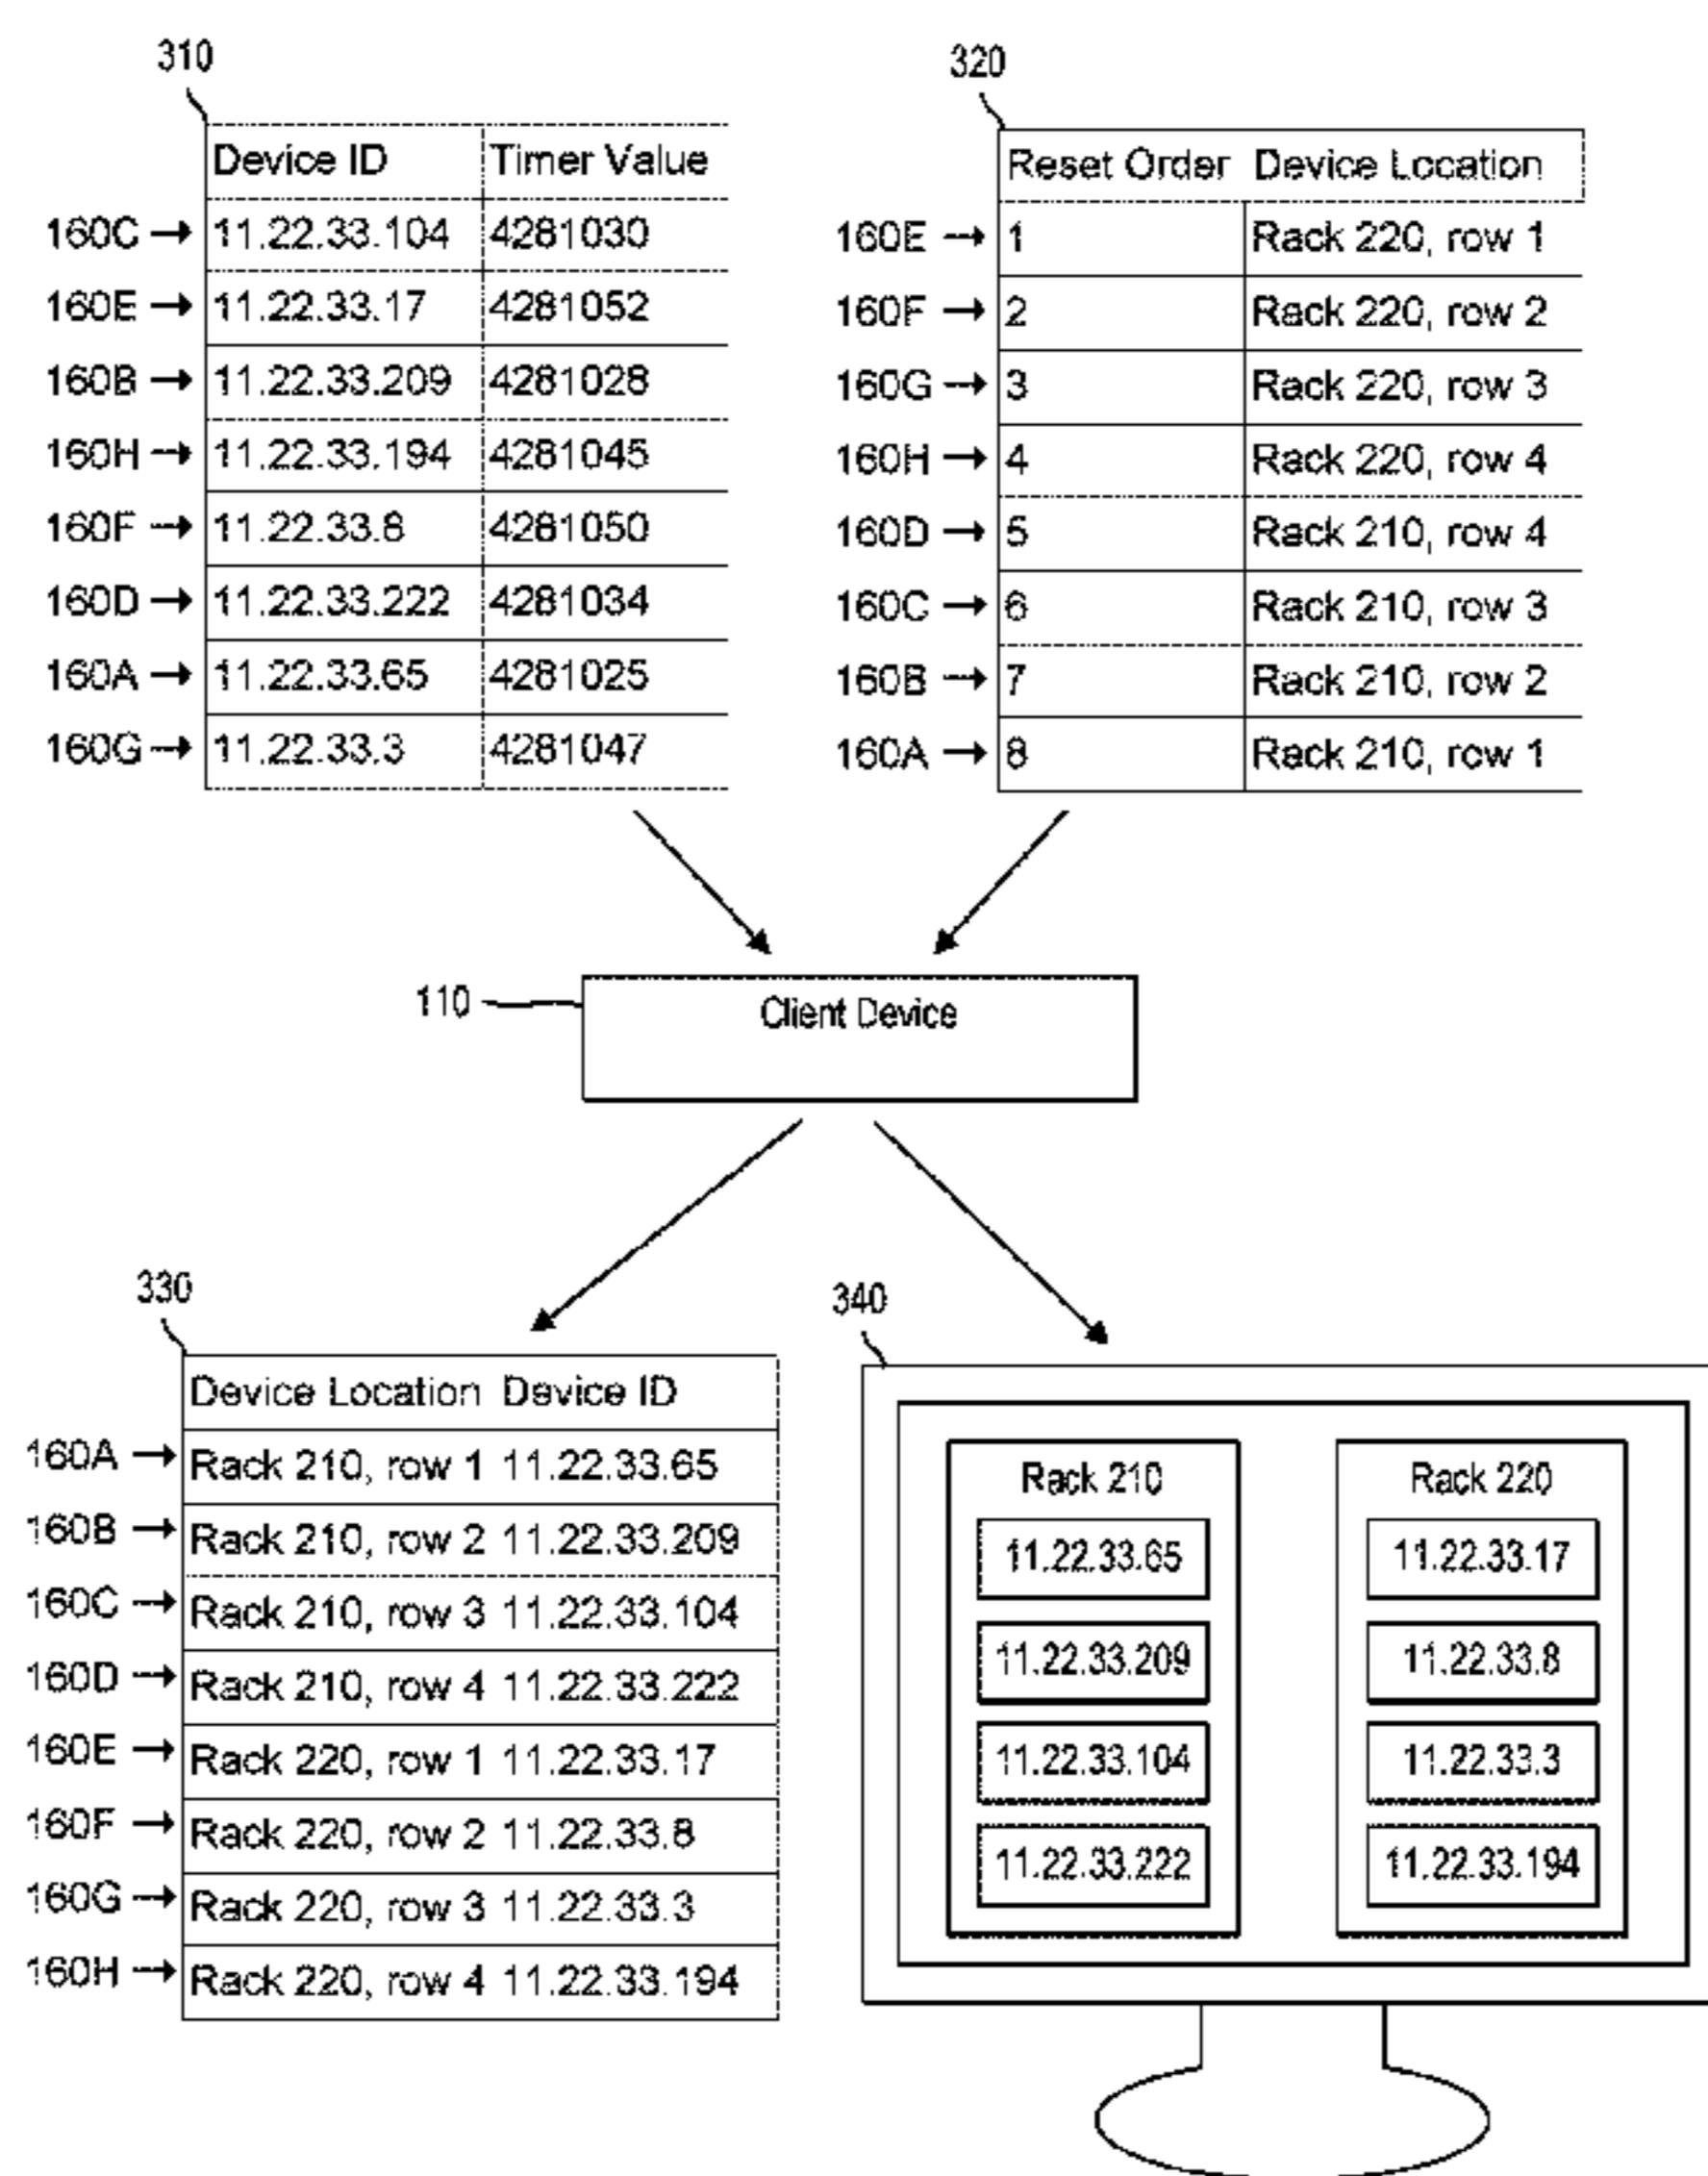 310
Device ID Timer Value
160C 11.22.33.104 4281030
160E 11.22.33.17 4281052
160B 11.22.33.209 4281028
160H 11.22.33.194 4281045
160F 11.22.33.8 4281050
160D 11.22.33.222 4281034
160A 11.22.33.65 4281025
160G 11.22.33.3 4281047
320
Reset Order Device Location
160E 1 Rack 220, row 1
160F 2 Rack 220, row 2
160G 3 Rack 220, row 3
160H 4 Rack 220, row 4
160D 5 Rack 210, row 4
160C 6 Rack 210, row 3
160B 7 Rack 210, row 2
160A 8 Rack 210, row 1
110 Client Device
330
Device Location Device ID
160A Rack 210, row 1 11.22.33.65
160B Rack 210, row 2 11.22.33.209
160C Rack 210, row 3 11.22.33.104
160D Rack 210, row 4 11.22.33.222
160E Rack 220, row 1 11.22.33.17
160F Rack 220, row 2 11.22.33.8
160G Rack 220, row 3 11.22.33.3
160H Rack 220, row 4 11.22.33.194
340
Rack 210
11.22.33.65
11.22.33.209
11.22.33.104
11.22.33.222
Rack 220
11.22.33.17
11.22.33.8
11.22.33.3
11.22.33.194